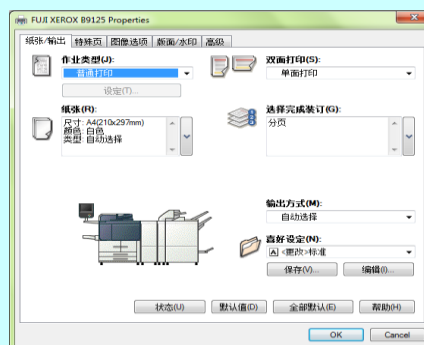 FUJI XEROX B9125 Properties
纸张/输出 特殊页 图像选项 版面/水印 高级
作业类型(J):
普通打印
设定(T)...
双面打印(S):
单面打印
纸张(R):
尺寸: A4(210x297mm)
颜色: 白色
类型: 自动选择
选择完成装订(G):
分页
输出方式(M):
自动选择
喜好设定(N):
A <更改>标准
保存(V)... 编辑(I)...
状态(U) 默认值(D) 全部默认(E) 帮助(H)
OK Cancel